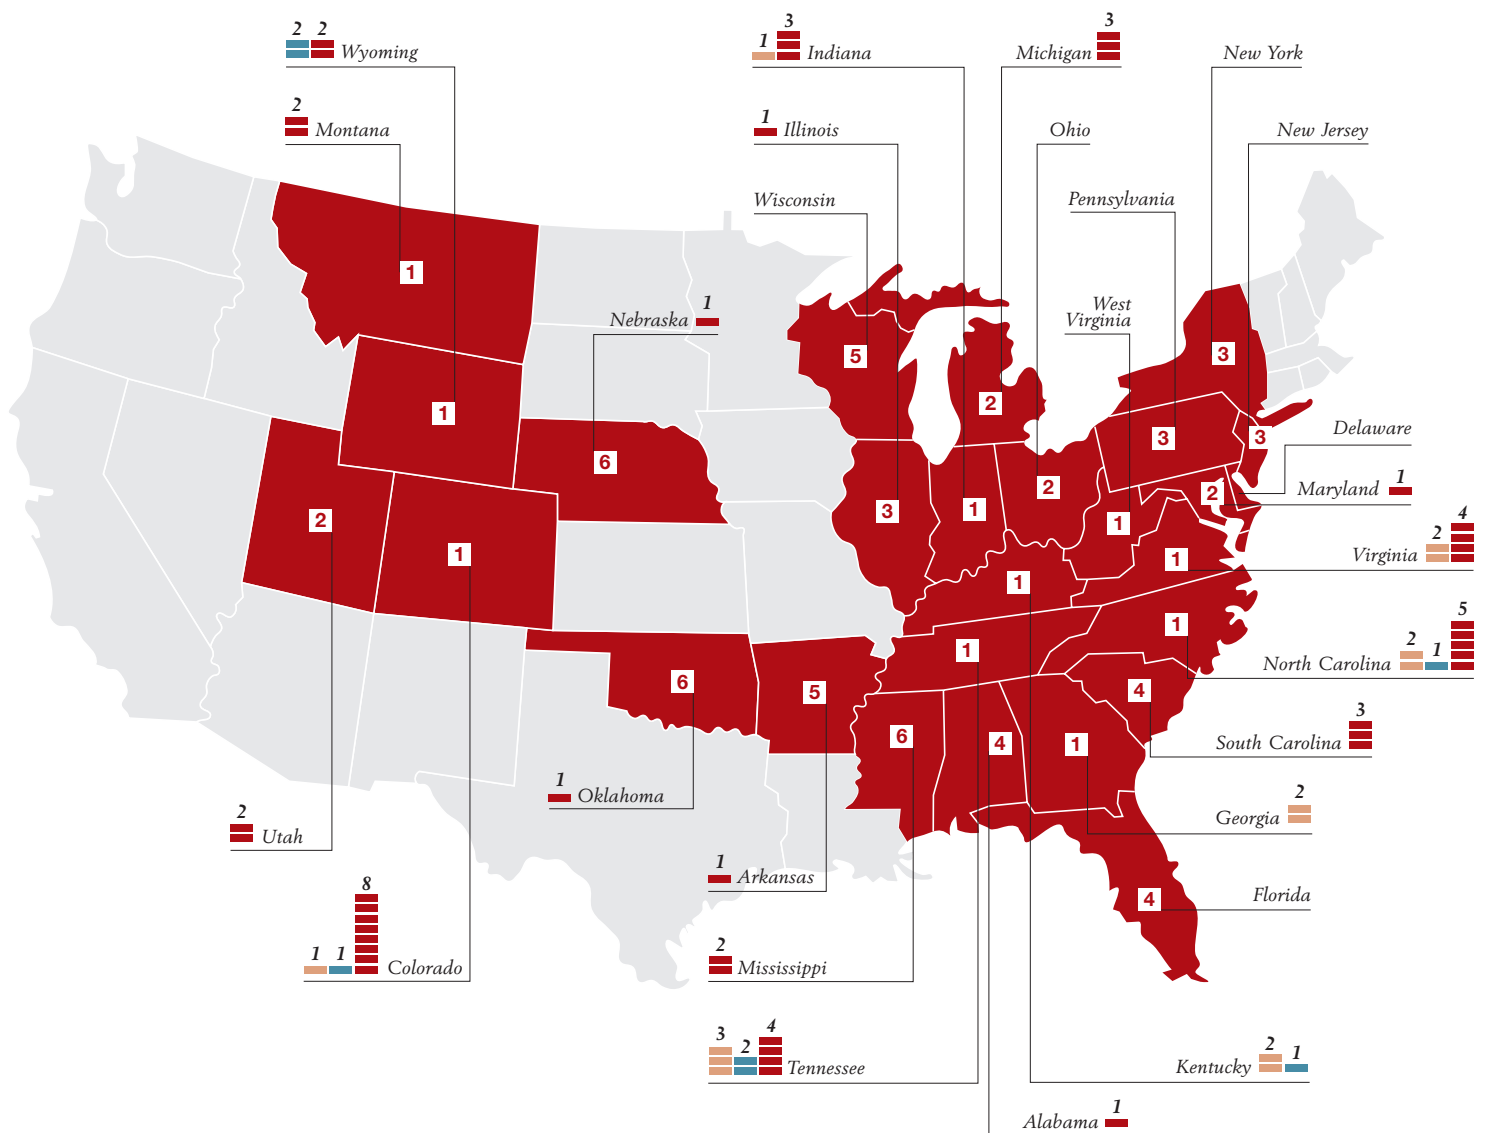 2 2 Wyoming
1 3 Indiana
Michigan 3
New York
2 Montana
1 Illinois
Ohio
New Jersey
Wisconsin
Pennsylvania
West
Virginia
Nebraska 1
1
1
6
5
2
3
3
3
Delaware
Maryland 1
2
1
3
1
2
2
1
1
Virginia 2 4
1
1
1
North Carolina 2 1 5
6
5
1
4
6
4
1
South Carolina 3
1 Oklahoma
Georgia 2
2 Utah
1 Arkansas
4
Florida
1 1 8 Colorado
2 Mississippi
3 2 4 Tennessee
Kentucky 2 1
Alabama 1